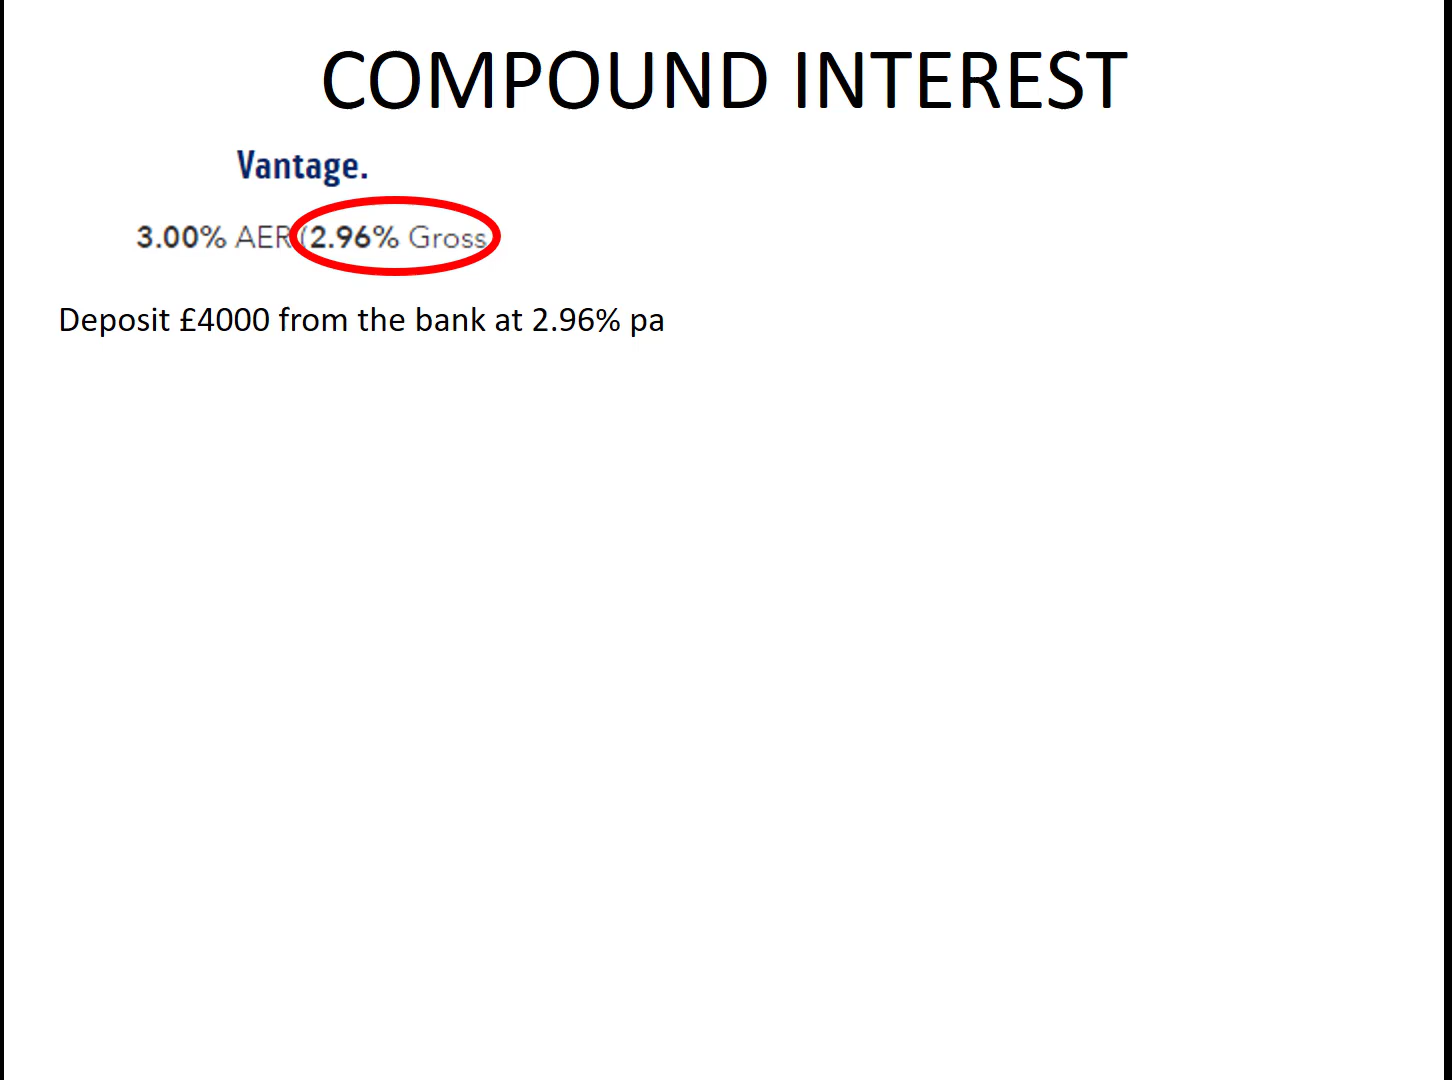 COMPOUND INTEREST
Vantage.
3.00% AER (2.96% Gross
Deposit £4000 from the bank at 2.96% pa